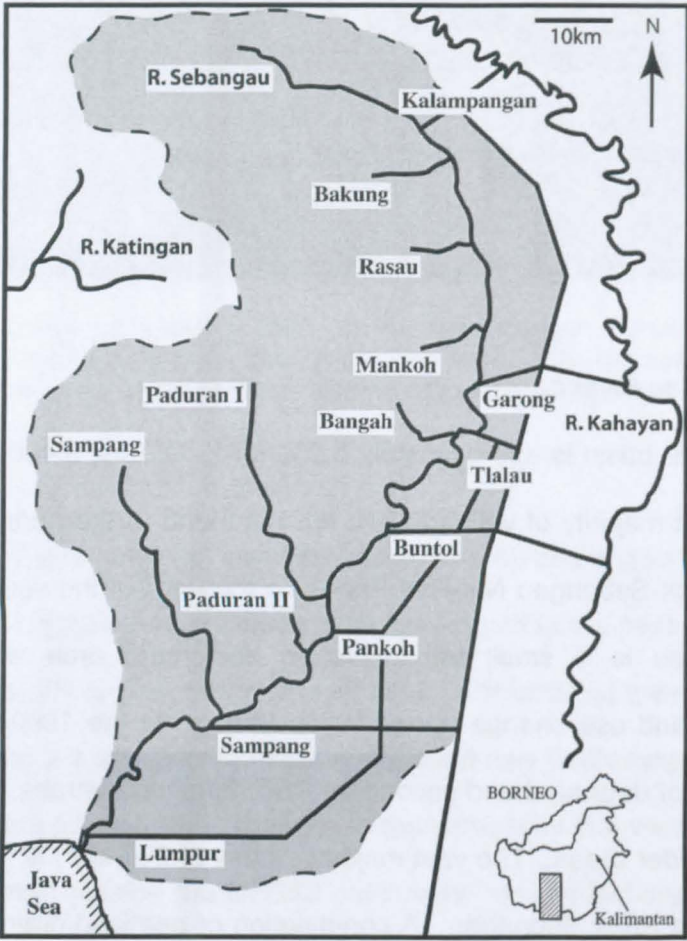 10km
N
R. Sebangau
Kalampangan
Bakung
R. Katingan
Rasau
Mankoh
Paduran I
Garong
Bangah
R. Kahayan
Sampang
Tlalau
Buntol
Paduran II
Pankoh
Sampang
BORNEO
Lumpur
Java
Sea
Kalimantan